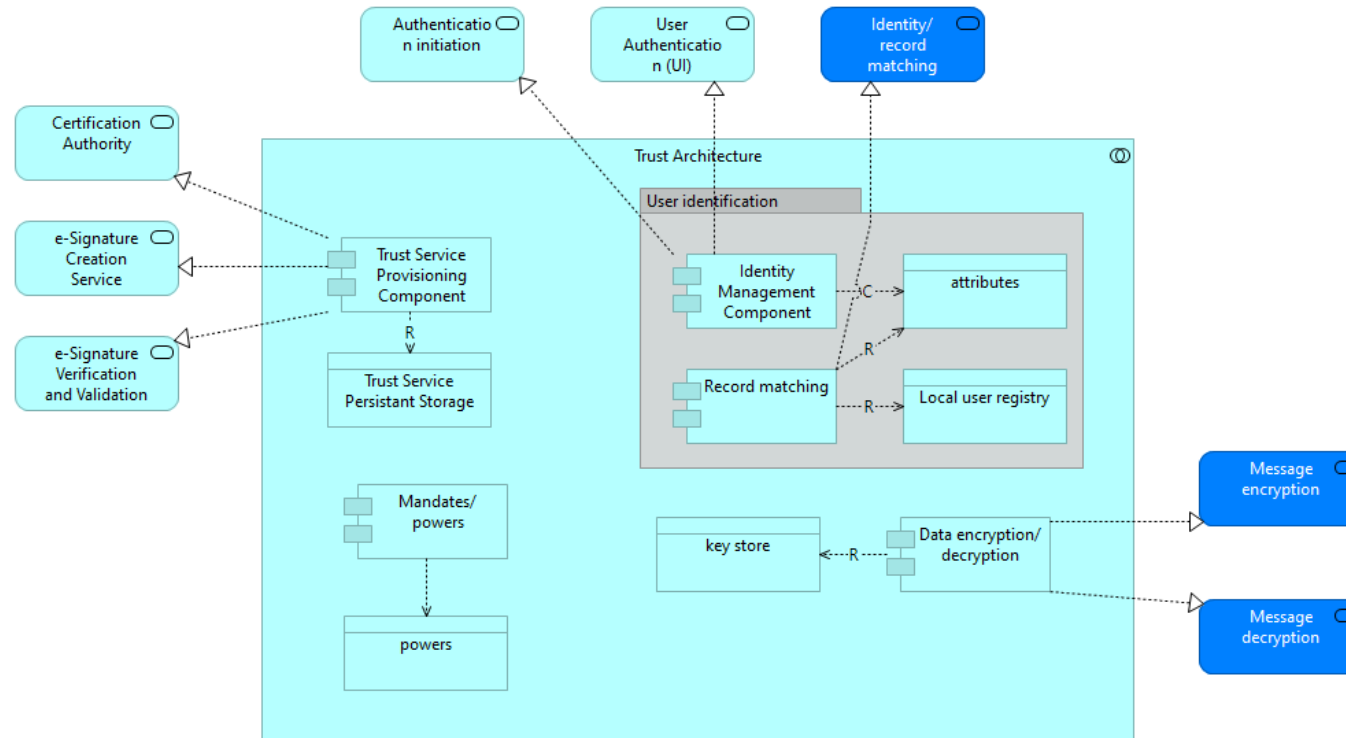 Authenticatio
n initiation
User
Authenticatio
n (UI)
Identity/
record
matching
Certification
Authority
Trust Architecture
User identification
e-Signature
Creation
Service
Trust Service
Provisioning
Component
Identity
Management
Component
C
attributes
R
R
e-Signature
Verification
and Validation
Trust Service
Persistant Storage
Record matching
R
Local user registry
Message
encryption
Mandates/
powers
key store
R
Data encryption/
decryption
Message
decryption
powers